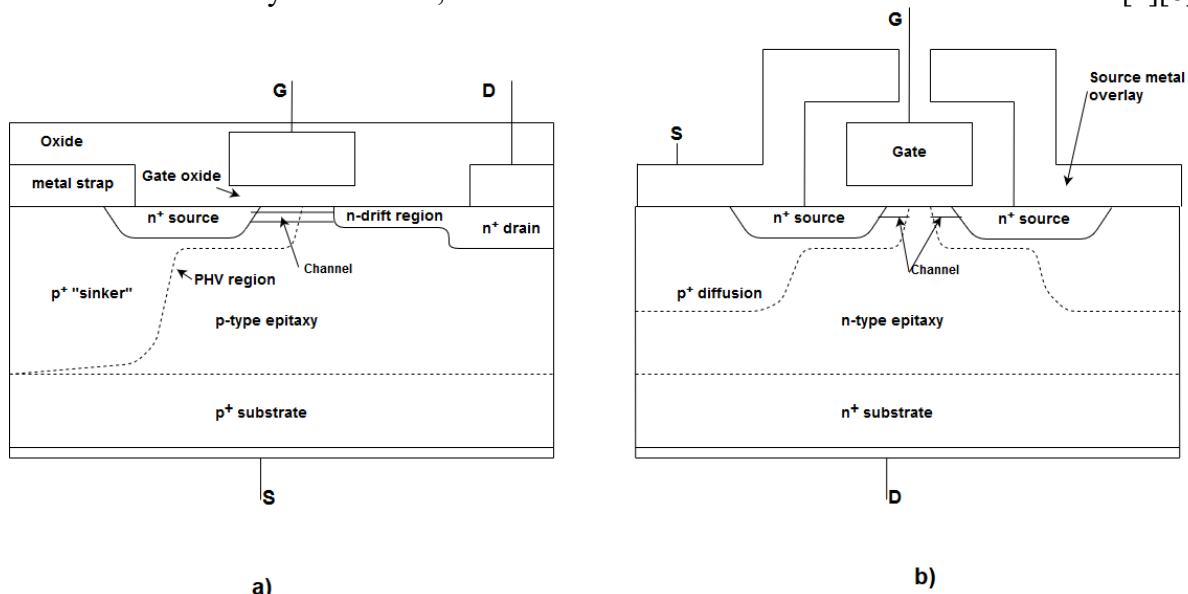 G
D
Oxide
metal strap
Gate oxide
n+ source
n-drift region
n+ drain
Channel
PHV region
p+ "sinker"
p-type epitaxy
p+ substrate
S
a)
G
Source metal
overlay
S
Gate
n+ source
n+ source
Channel
p+ diffusion
n-type epitaxy
n+ substrate
D
b)